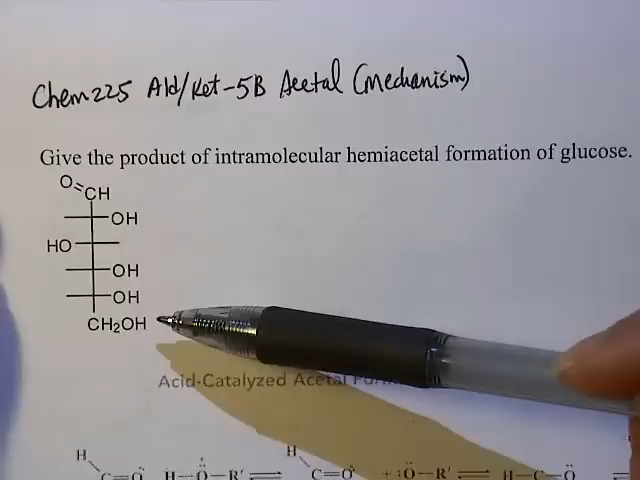 Chem225 Ald/Ket-5B Acetal (Mechanism)
Give the product of intramolecular hemiacetal formation of glucose.
O
CH
OH
HO
OH
OH
CH₂OH
Acid-Catalyzed Acetal
H H
C=O H-O-R' ⇌ C=O + :O-R' ⇌ H-C-O ⇌